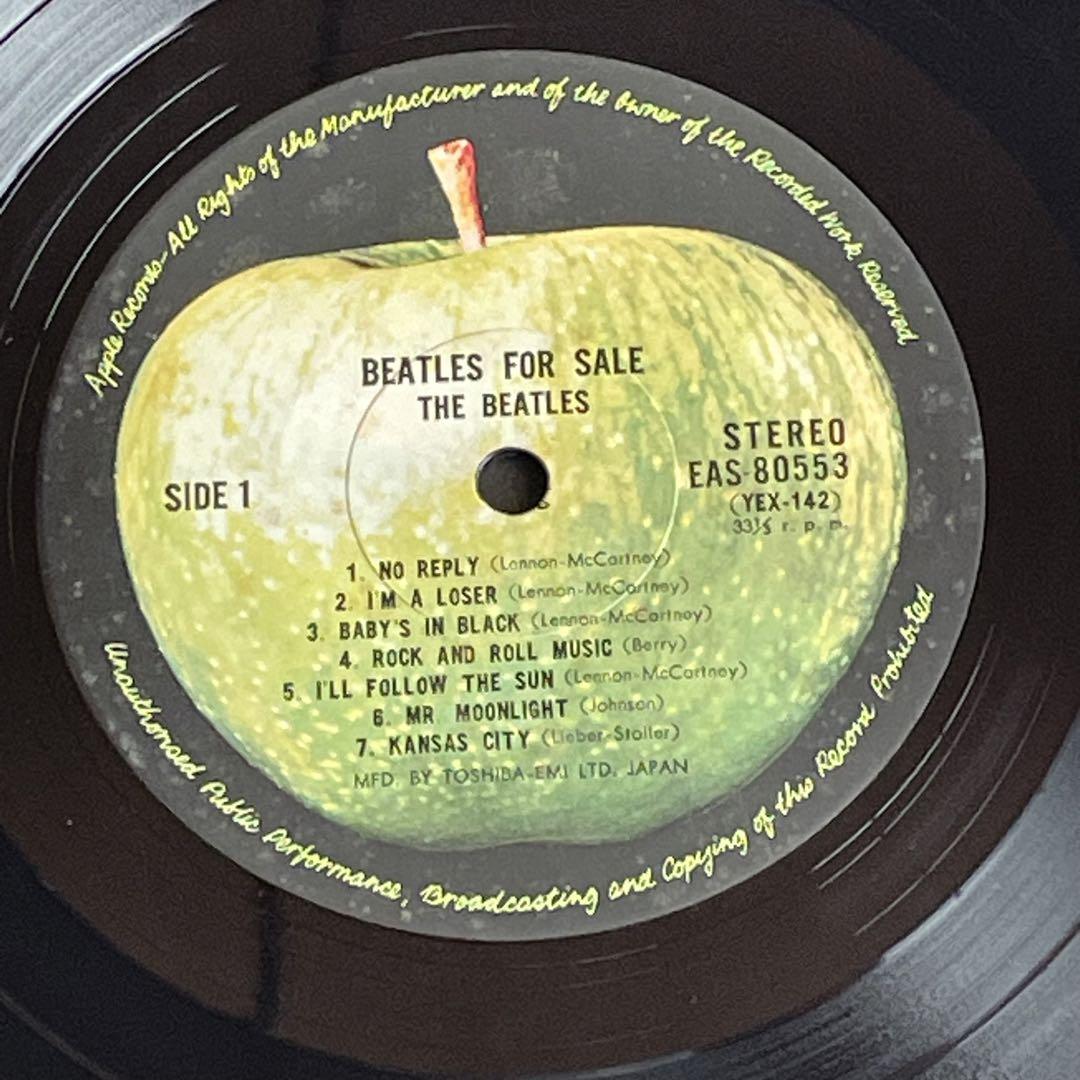 Apple Records-All Rights of the Manufacturer and of the Owner of the Recorded Work Reserved
BEATLES FOR SALE
THE BEATLES
STEREO
EAS-80553
(YEX-142)
33⅓ r. p. m.
SIDE 1
1. NO REPLY (Lennon-McCartney)
2. I'M A LOSER (Lennon-McCartney)
3. BABY'S IN BLACK (Lennon-McCartney)
4. ROCK AND ROLL MUSIC (Berry)
5. I'LL FOLLOW THE SUN (Lennon-McCartney)
6. MR. MOONLIGHT (Johnson)
7. KANSAS CITY (Lieber-Stoller)
MFD. BY TOSHIBA-EMI LTD. JAPAN
Unauthorised Public Performance, Broadcasting and Copying of this Record Prohibited